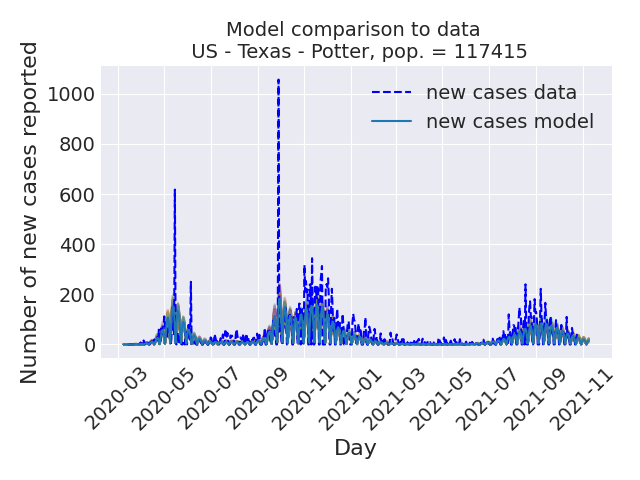 Model comparison to data
US - Texas - Potter, pop. = 117415
Number of new cases reported
1000
800
600
400
200
0
new cases data
new cases model
2020-03
2020-05
2020-07
2020-09
2020-11
2021-01
2021-03
2021-05
2021-07
2021-09
2021-11
Day